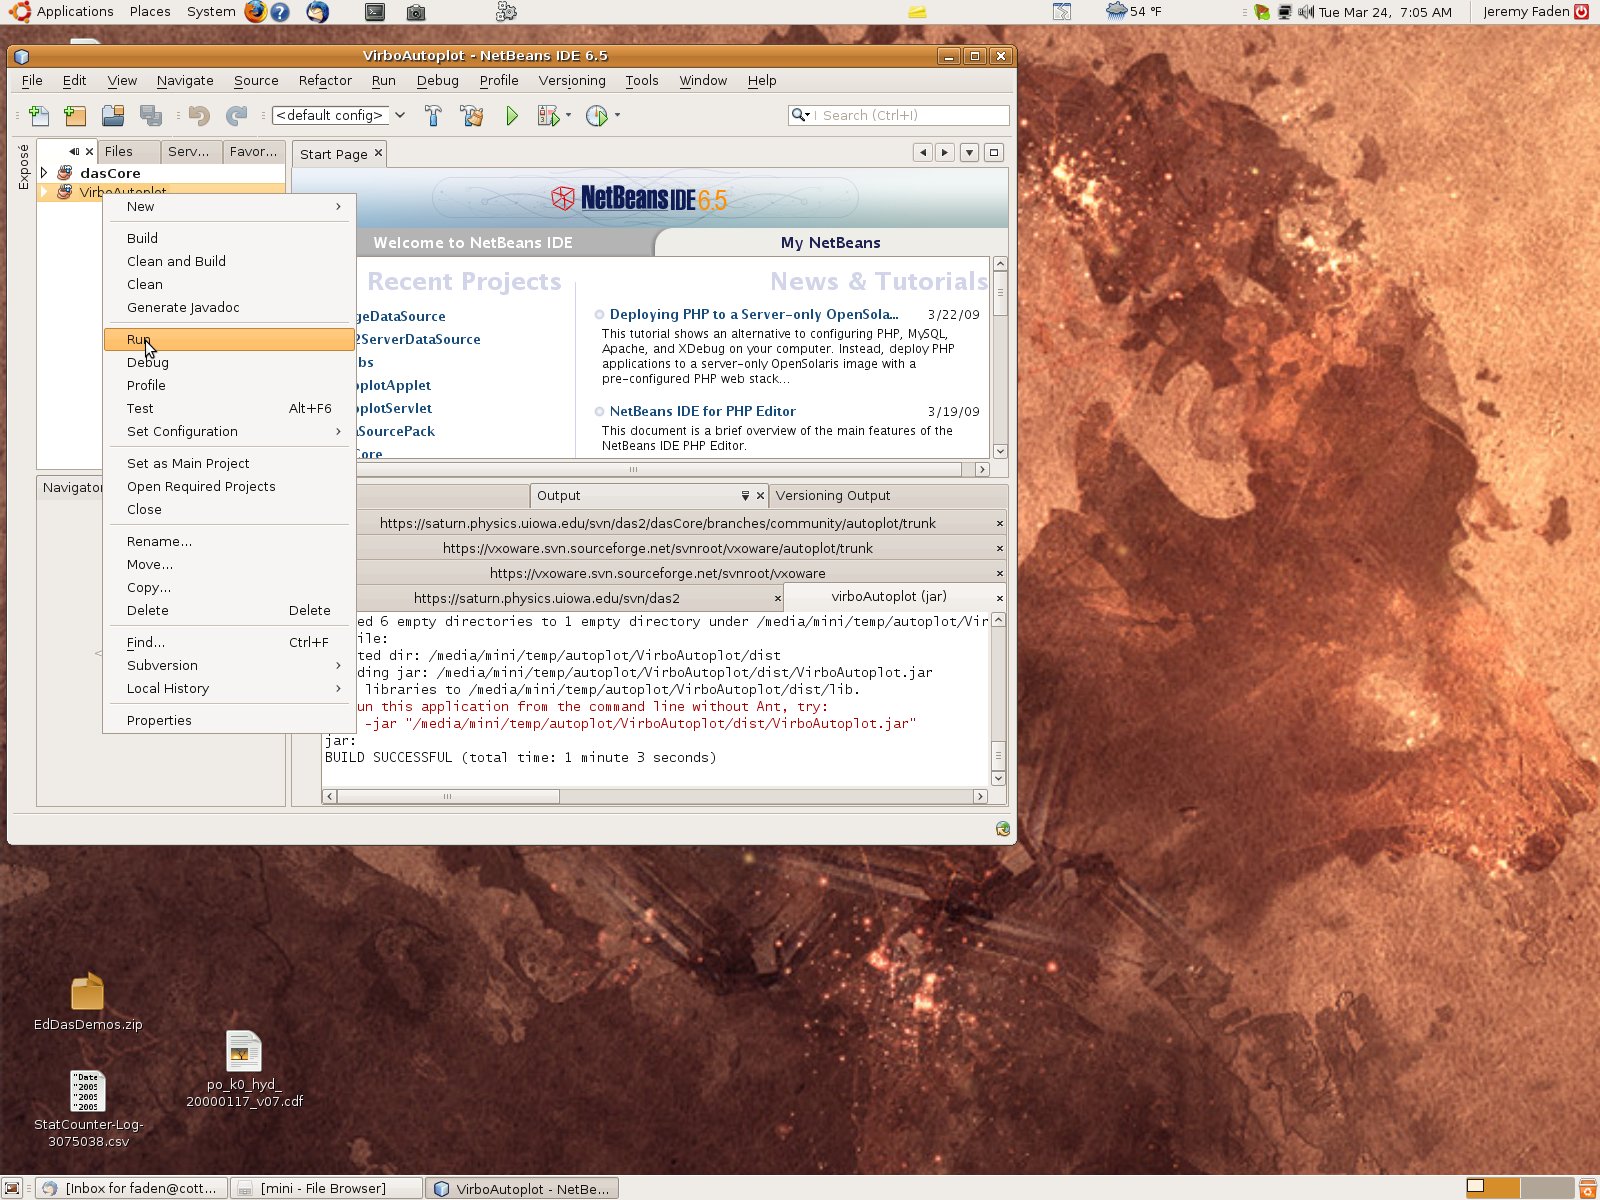 Applications Places System
54 °F
Tue Mar 24, 7:05 AM
Jeremy Faden
VirboAutoplot - NetBeans IDE 6.5
File Edit View Navigate Source Refactor Run Debug Profile Versioning Tools Window Help
<default config>
Search (Ctrl+I)
Exposé
Files Serv... Favor...
Start Page
dasCore
VirboAutoplot
New
Build
Clean and Build
Clean
Generate Javadoc
Run
Debug
Profile
Test Alt+F6
Set Configuration
Set as Main Project
Open Required Projects
Close
Rename...
Move...
Copy...
Delete Delete
Find... Ctrl+F
Subversion
Local History
Properties
Navigator
NetBeans IDE 6.5
Welcome to NetBeans IDE
My NetBeans
Recent Projects
geDataSource
2ServerDataSource
bs
oplotApplet
oplotServlet
aSourcePack
Core
News & Tutorials
Deploying PHP to a Server-only OpenSola... 3/22/09
This tutorial shows an alternative to configuring PHP, MySQL,
Apache, and XDebug on your computer. Instead, deploy PHP
applications to a server-only OpenSolaris image with a
pre-configured PHP web stack...
NetBeans IDE for PHP Editor 3/19/09
This document is a brief overview of the main features of the
NetBeans IDE PHP Editor.
Output
Versioning Output
https://saturn.physics.uiowa.edu/svn/das2/dasCore/branches/community/autoplot/trunk
https://vxoware.svn.sourceforge.net/svnroot/vxoware/autoplot/trunk
https://vxoware.svn.sourceforge.net/svnroot/vxoware
https://saturn.physics.uiowa.edu/svn/das2
virboAutoplot (jar)
ed 6 empty directories to 1 empty directory under /media/mini/temp/autoplot/Vir
ile:
ted dir: /media/mini/temp/autoplot/VirboAutoplot/dist
ding jar: /media/mini/temp/autoplot/VirboAutoplot/dist/VirboAutoplot.jar
libraries to /media/mini/temp/autoplot/VirboAutoplot/dist/lib.
un this application from the command line without Ant, try:
-jar "/media/mini/temp/autoplot/VirboAutoplot/dist/VirboAutoplot.jar"
jar:
BUILD SUCCESSFUL (total time: 1 minute 3 seconds)
EdDasDemos.zip
po_k0_hyd_
20000117_v07.cdf
"Date
"2005
"2005
"2005
StatCounter-Log-
3075038.csv
[Inbox for faden@cott...
[mini - File Browser]
VirboAutoplot - NetBe...